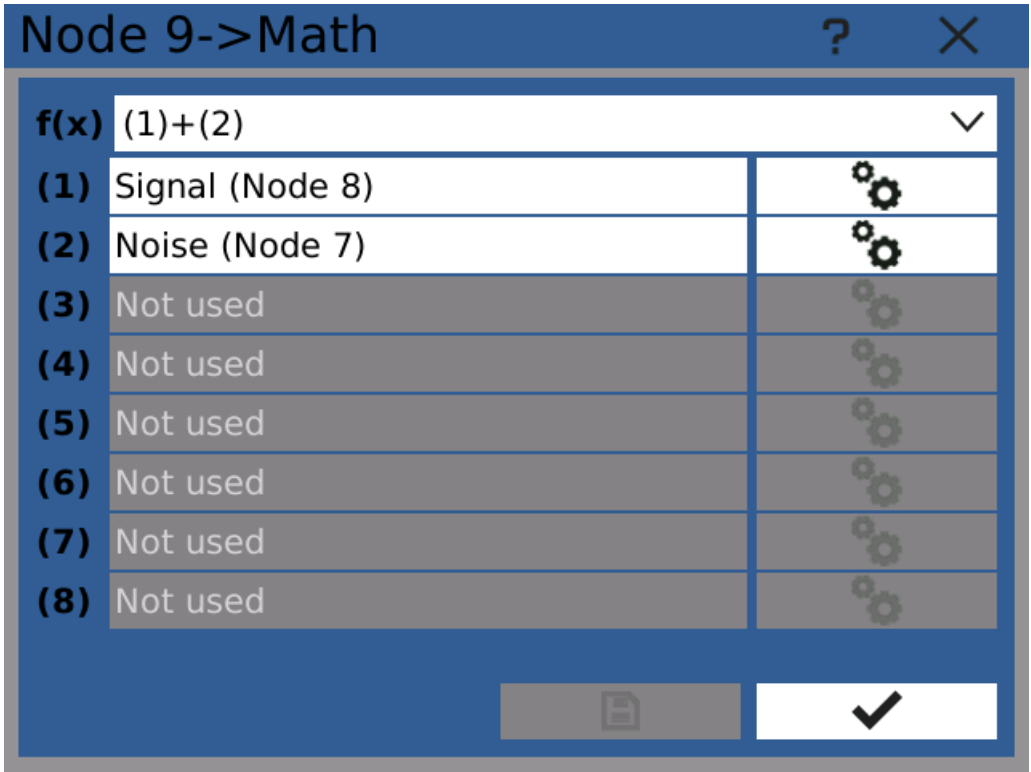 Node 9->Math ?
f(x) (1)+(2)
(1) Signal (Node 8)
(2) Noise (Node 7)
(3) Not used
(4) Not used
(5) Not used
(6) Not used
(7) Not used
(8) Not used